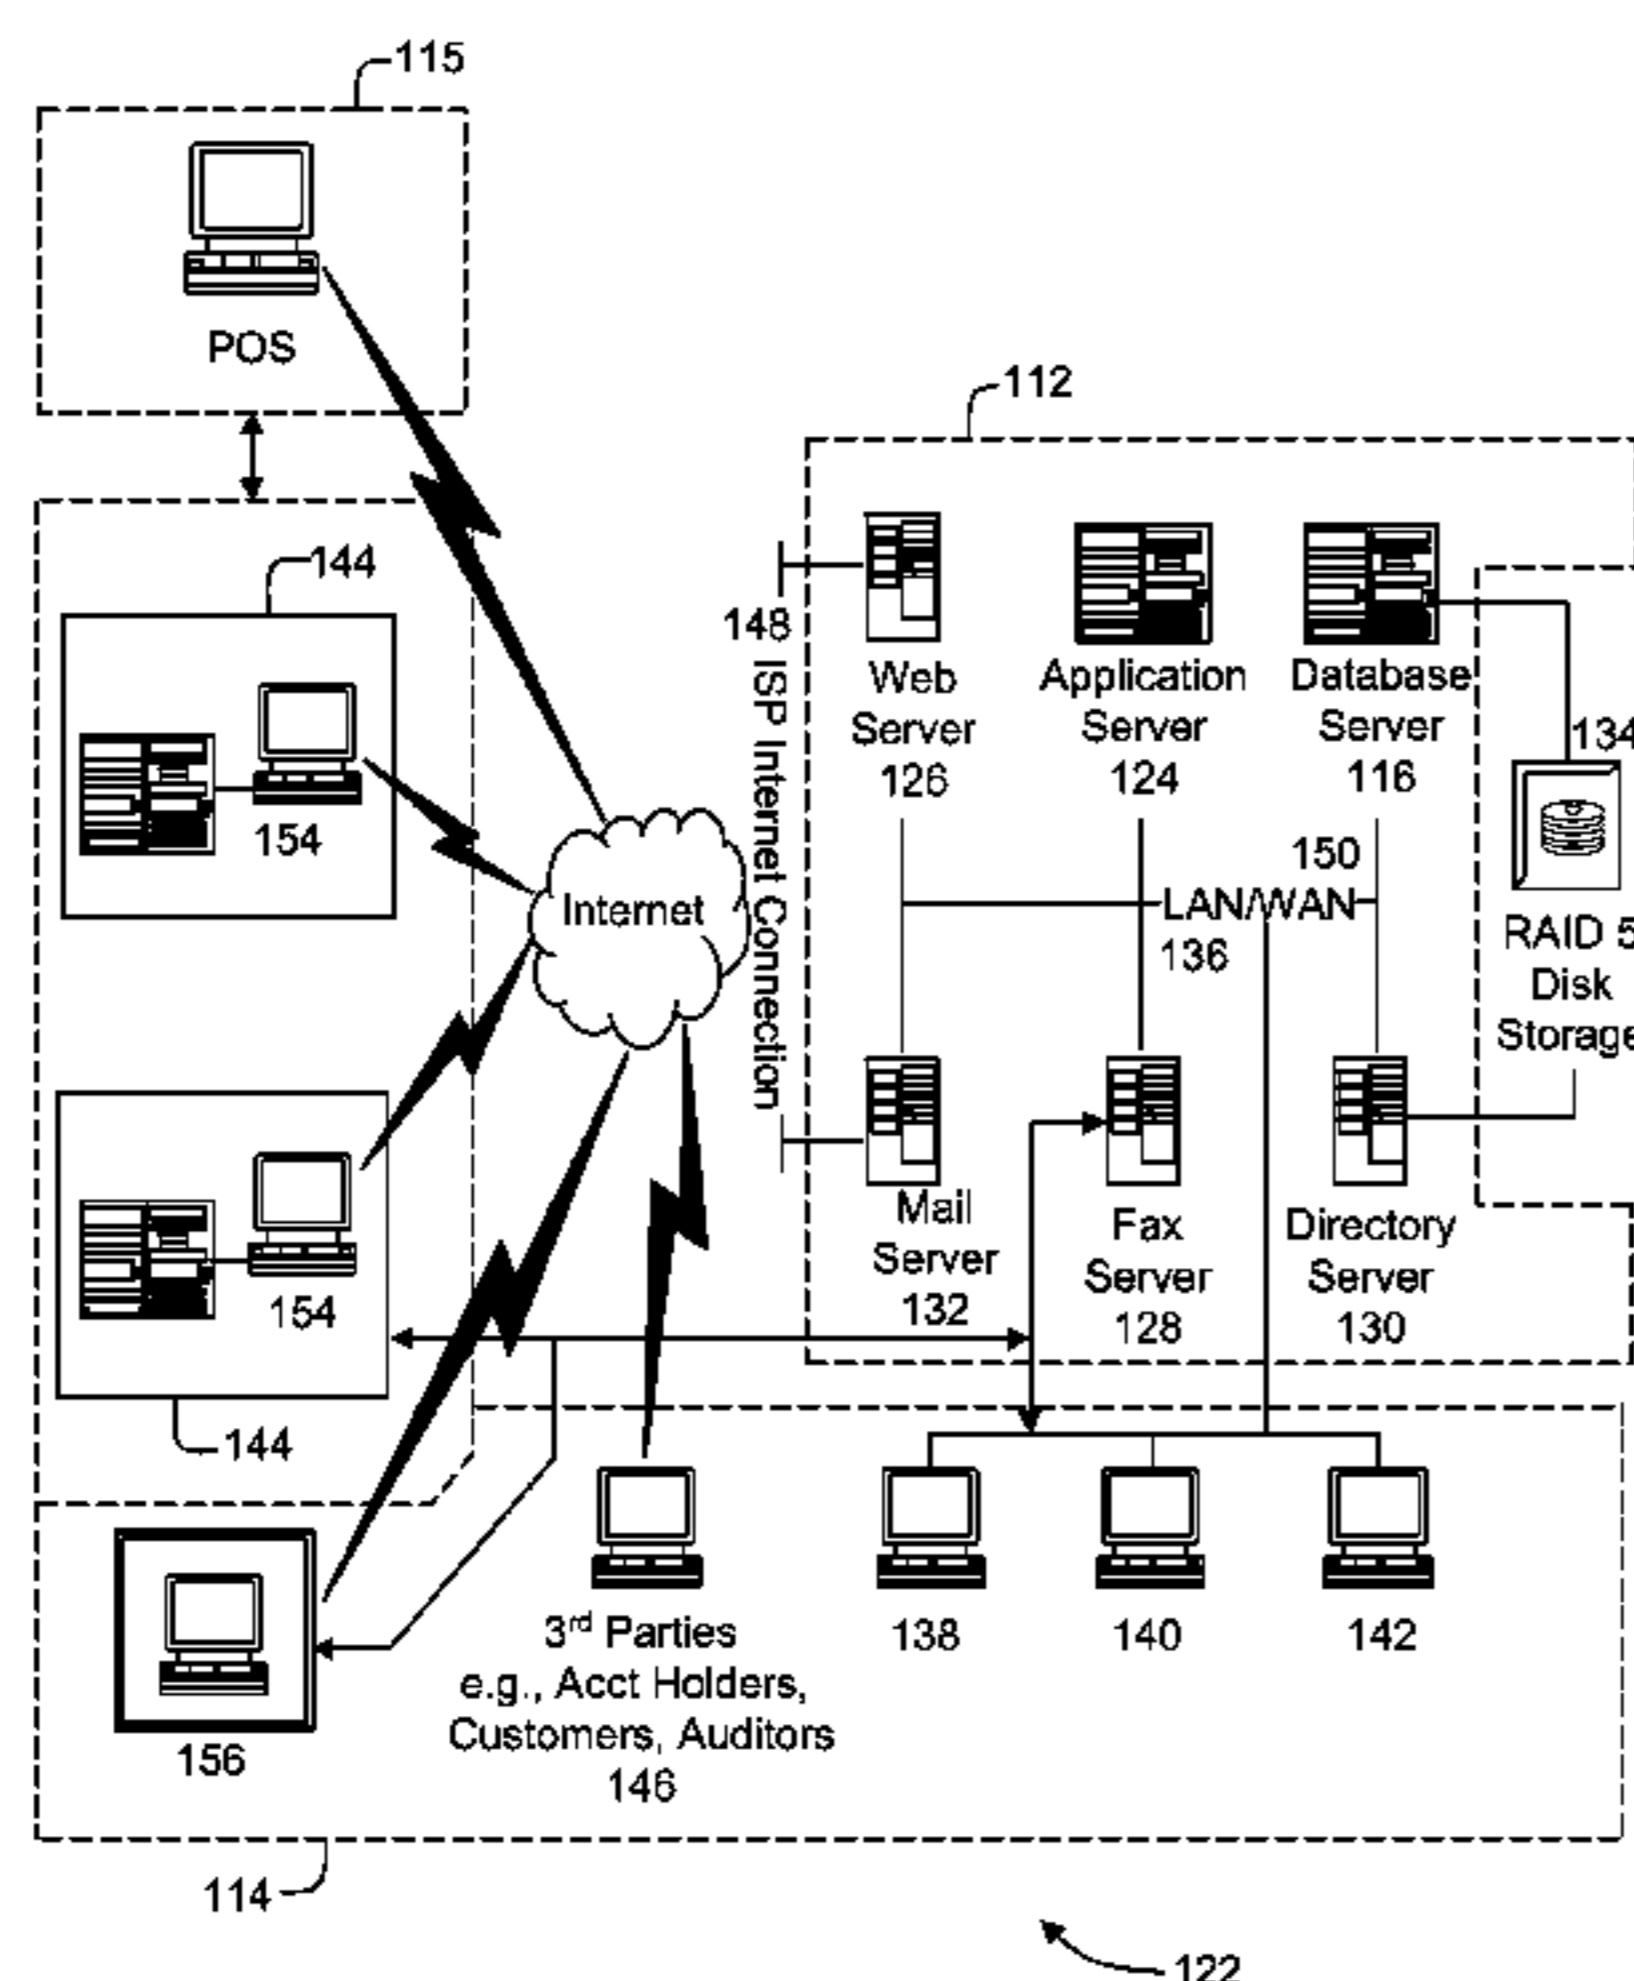 115
POS
112
144
148
ISP Internet Connection
Web
Server
126
Application
Server
124
Database
Server
116
134
154
Internet
150
LAN/WAN
136
RAID 5
Disk
Storage
154
144
Mail
Server
132
Fax
Server
128
Directory
Server
130
156
3rd Parties
e.g., Acct Holders,
Customers, Auditors
146
138
140
142
114
122